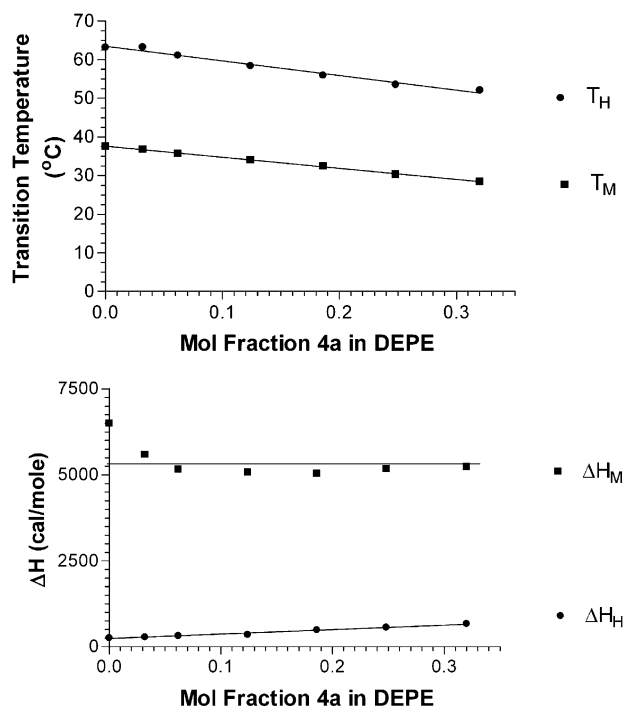 70
60
50
40
30
20
10
0
Transition Temperature
(°C)
0.0 0.1 0.2 0.3
Mol Fraction 4a in DEPE
T_H
T_M
7500
5000
2500
0
ΔH (cal/mole)
0.0 0.1 0.2 0.3
Mol Fraction 4a in DEPE
ΔH_M
ΔH_H